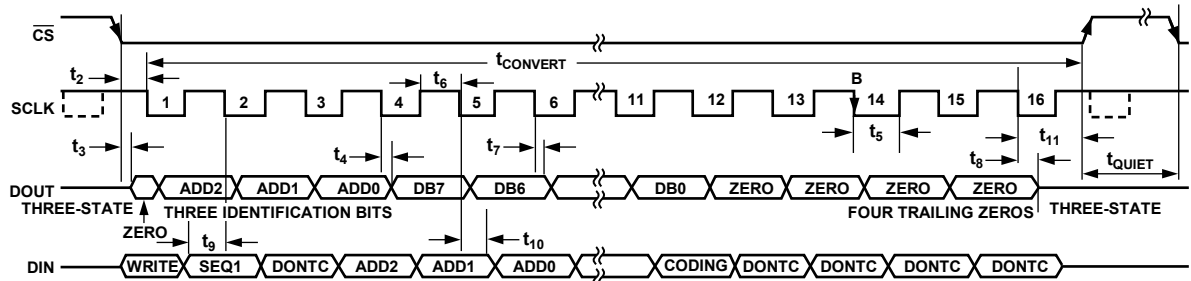 CS
t2
tCONVERT
t6
B
SCLK
1 2 3 4 5 6 11 12 13 14 15 16
t3
t4
t7
t5
t11
t8
tQUIET
DOUT
ADD2 ADD1 ADD0 DB7 DB6 DB0 ZERO ZERO ZERO ZERO
THREE-STATE
THREE IDENTIFICATION BITS
FOUR TRAILING ZEROS
THREE-STATE
ZERO
t9
t10
DIN
WRITE SEQ1 DONTC ADD2 ADD1 ADD0 CODING DONTC DONTC DONTC DONTC